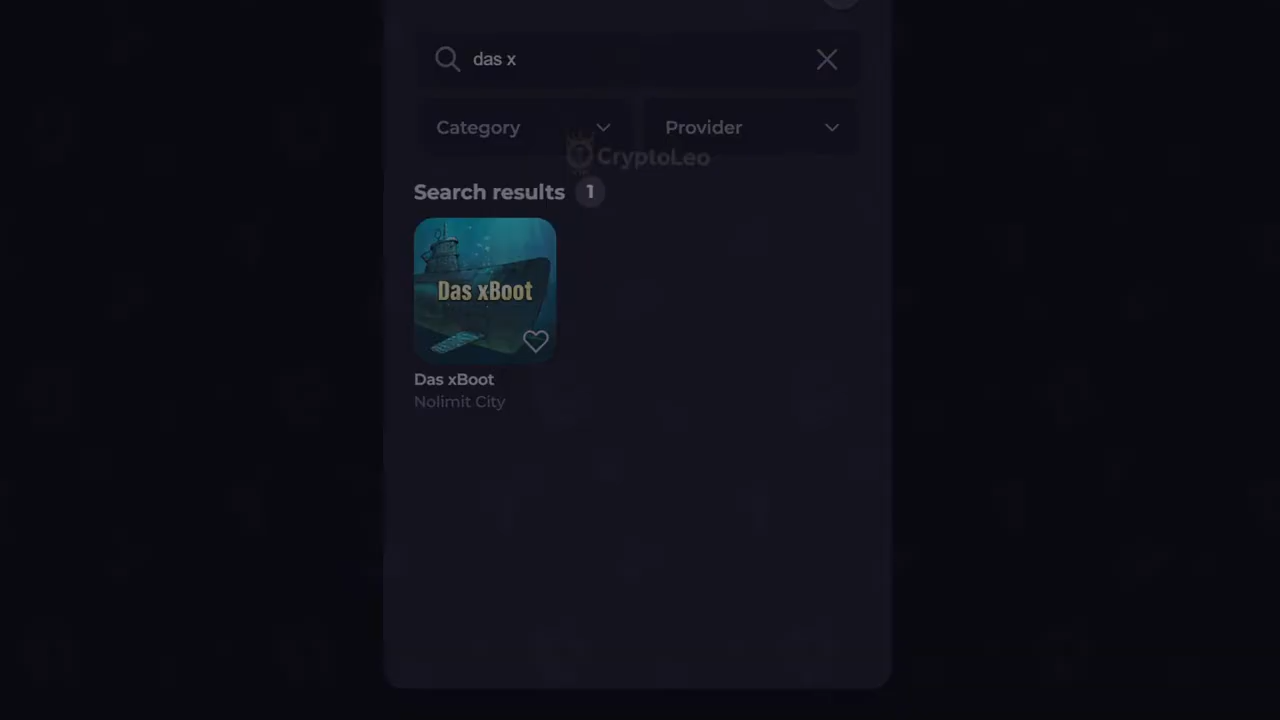 das x
Category
Provider
CryptoLeo
Search results 1
Das xBoot
Das xBoot
Nolimit City